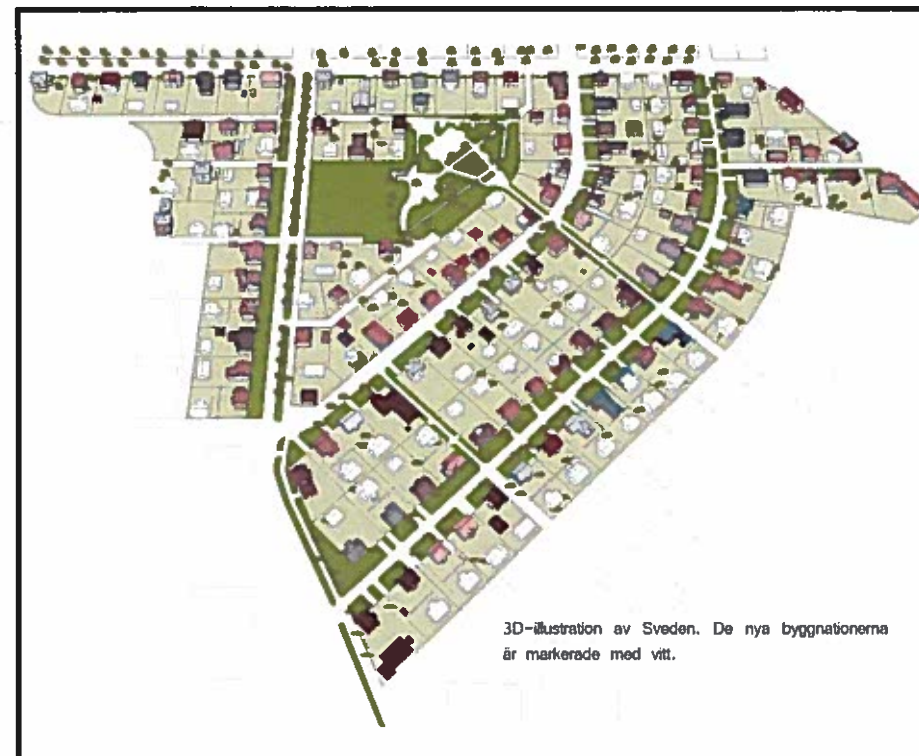 3D-illustration av Sveden. De nya byggnationerna
är markerade med vitt.